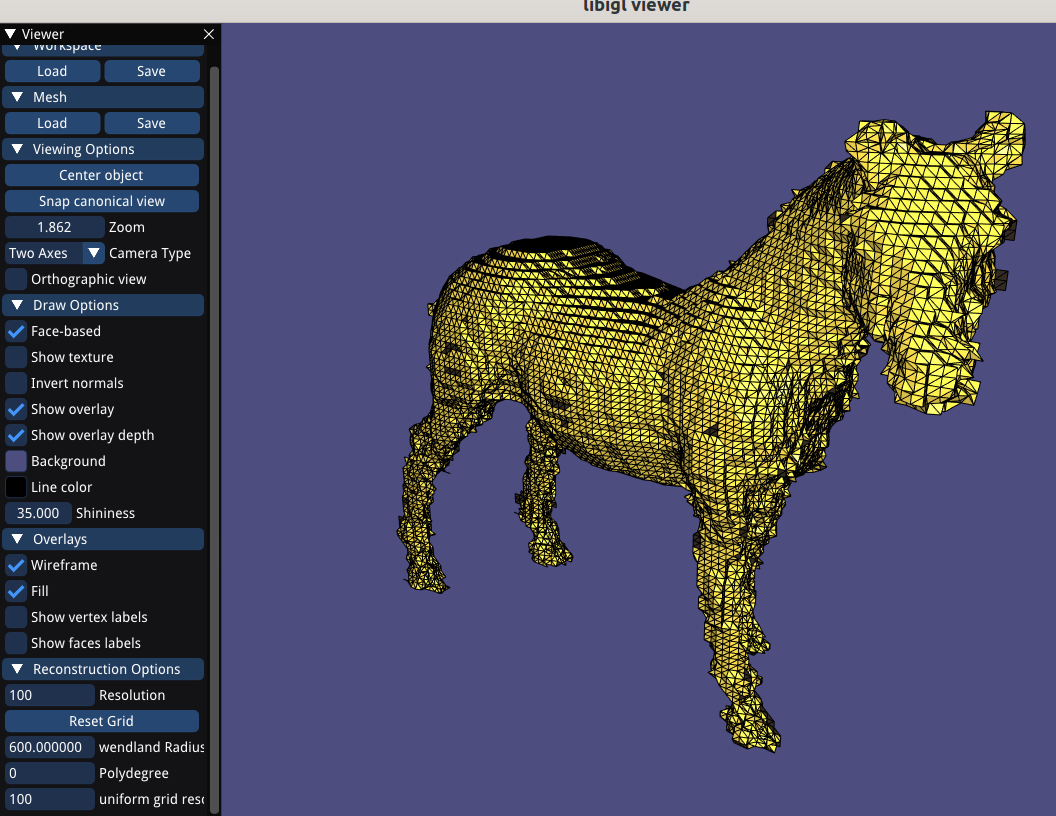 libigl viewer
Viewer
Workspace
Load Save
Mesh
Load Save
Viewing Options
Center object
Snap canonical view
1.862 Zoom
Two Axes Camera Type
Orthographic view
Draw Options
Face-based
Show texture
Invert normals
Show overlay
Show overlay depth
Background
Line color
35.000 Shininess
Overlays
Wireframe
Fill
Show vertex labels
Show faces labels
Reconstruction Options
100 Resolution
Reset Grid
600.000000 wendland Radius
0 Polydegree
100 uniform grid reso